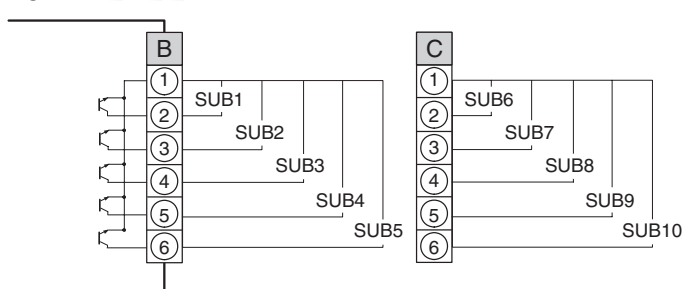 B C
① ①
SUB1 SUB6
② ②
SUB2 SUB7
③ ③
SUB3 SUB8
④ ④
SUB4 SUB9
⑤ ⑤
SUB5 SUB10
⑥ ⑥